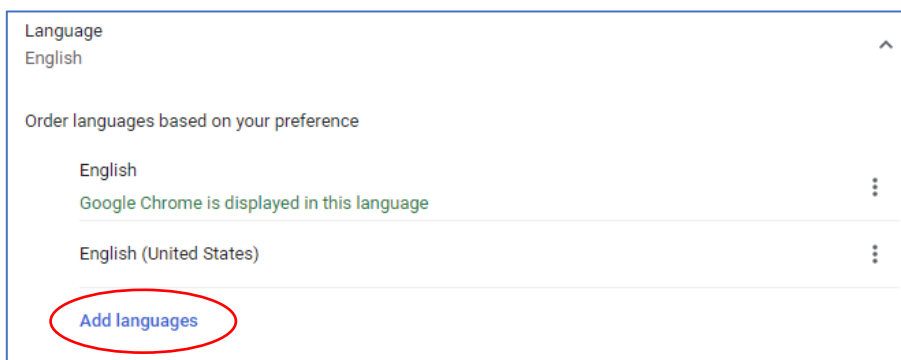 Language
English
Order languages based on your preference
English
Google Chrome is displayed in this language
English (United States)
Add languages